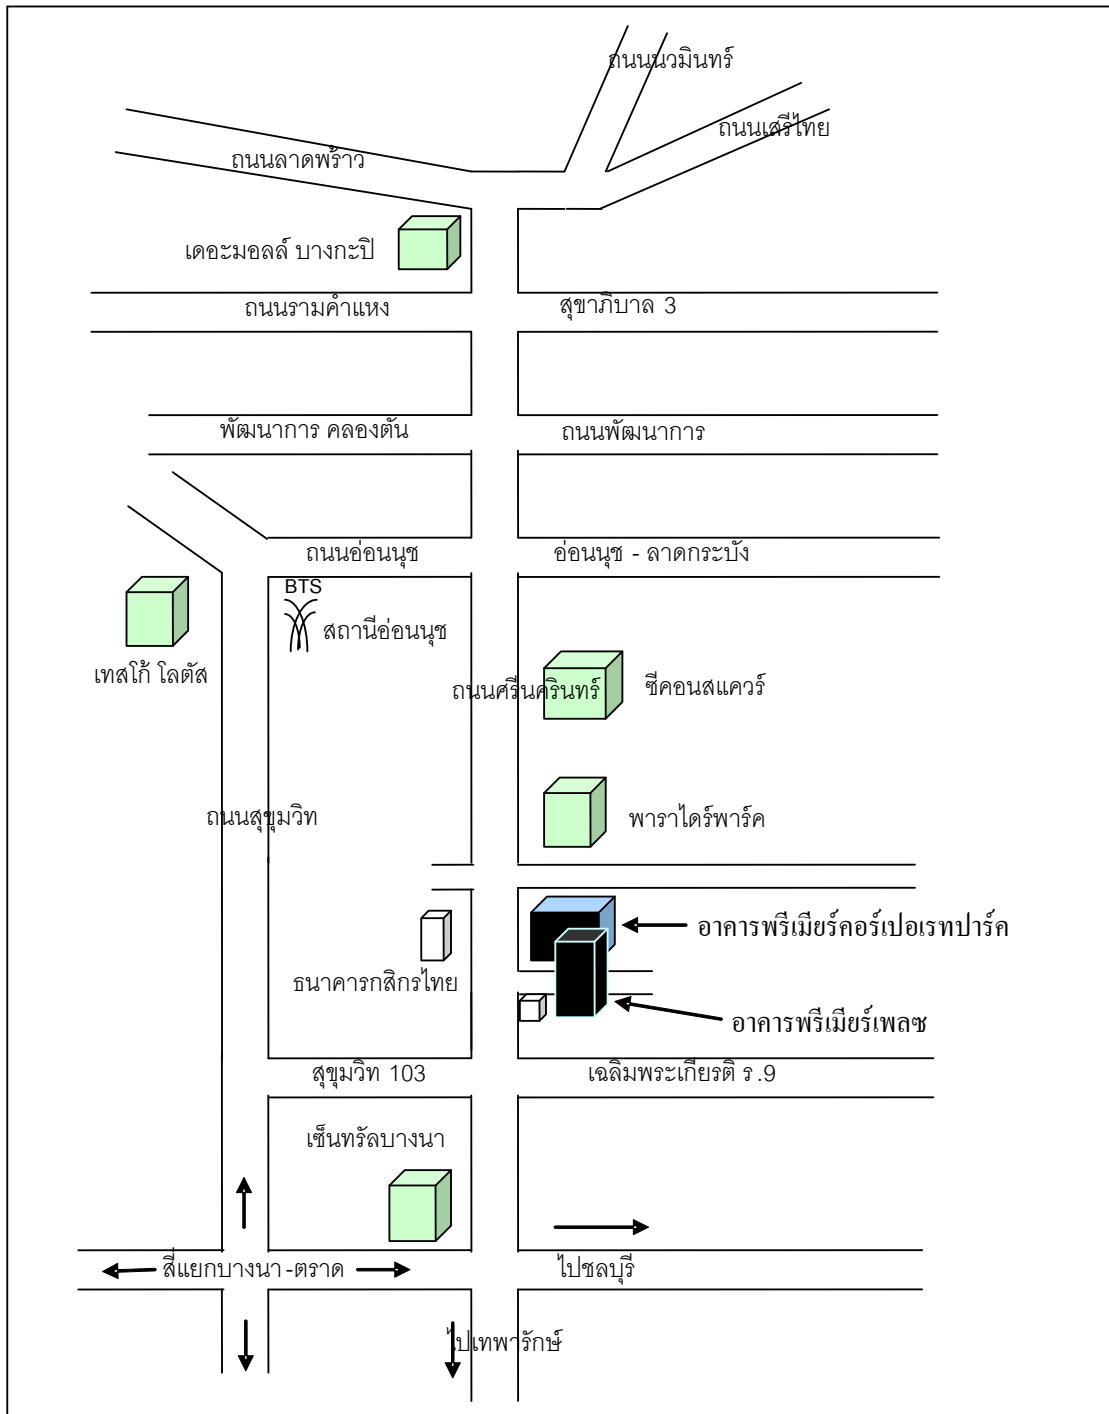 ถนนนวมินทร์
ถนนเสรีไทย
ถนนลาดพร้าว
เดอะมอลล์ บางกะปิ
ถนนรามคำแหง
สุขาภิบาล 3
พัฒนาการ คลองตัน
ถนนพัฒนาการ
ถนนอ่อนนุช
อ่อนนุช - ลาดกระบัง
BTS
สถานีอ่อนนุช
เทสโก้ โลตัส
ถนนศรีนครินทร์
ซีคอนสแควร์
ถนนสุขุมวิท
พาราไดร์พาร์ค
อาคารพรีเมียร์คอร์เปอเรทปาร์ค
ธนาคารกสิกรไทย
อาคารพรีเมียร์เพลซ
สุขุมวิท 103
เฉลิมพระเกียรติ ร.9
เซ็นทรัลบางนา
สี่แยกบางนา-ตราด
ไปชลบุรี
ไปเทพารักษ์